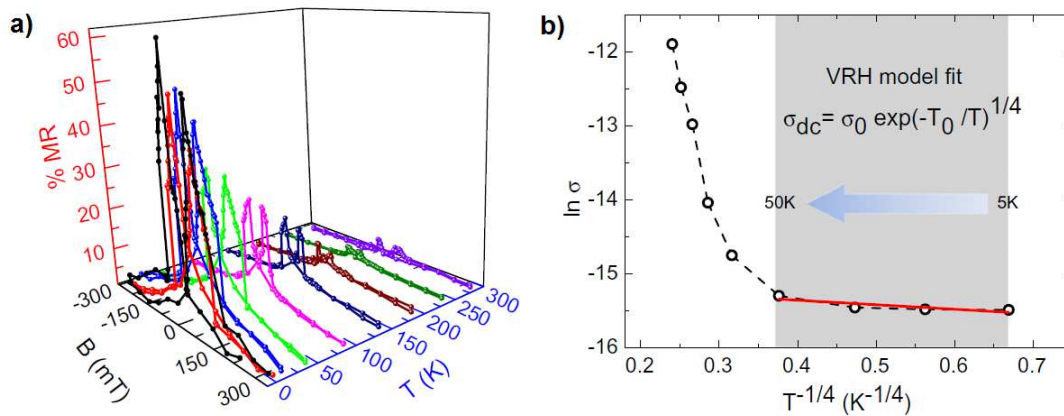 a)
% MR
60
50
40
30
20
10
-300
-150
0
150
300
B (mT)
0
50
100
150
200
250
300
T (K)
b)
ln σ
-12
-13
-14
-15
-16
VRH model fit
σdc= σ0 exp(-T0 /T)^1/4
50K
5K
0.2
0.3
0.4
0.5
0.6
0.7
T^-1/4 (K^-1/4)